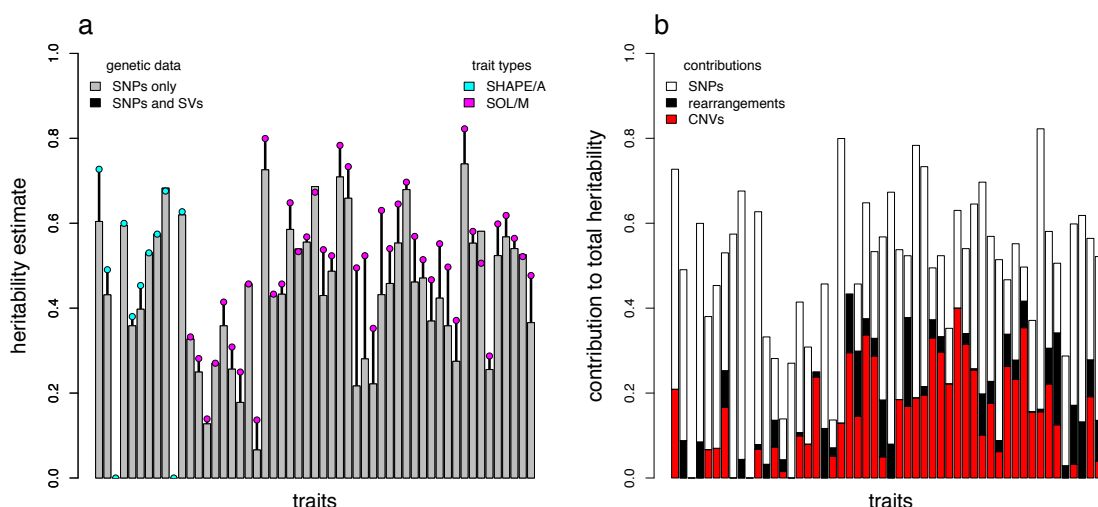 a
genetic data
SNPs only
SNPs and SVs
trait types
SHAPE/A
SOL/M
heritability estimate
0.0
0.2
0.4
0.6
0.8
1.0
traits
b
contributions
SNPs
rearrangements
CNVs
contribution to total heritability
0.0
0.2
0.4
0.6
0.8
1.0
traits